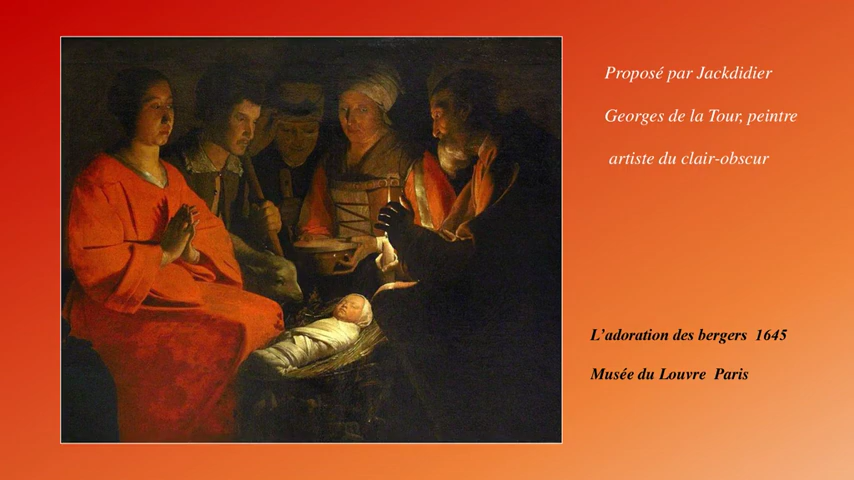 Proposé par Jackdidier
Georges de la Tour, peintre
artiste du clair-obscur
L'adoration des bergers 1645
Musée du Louvre Paris